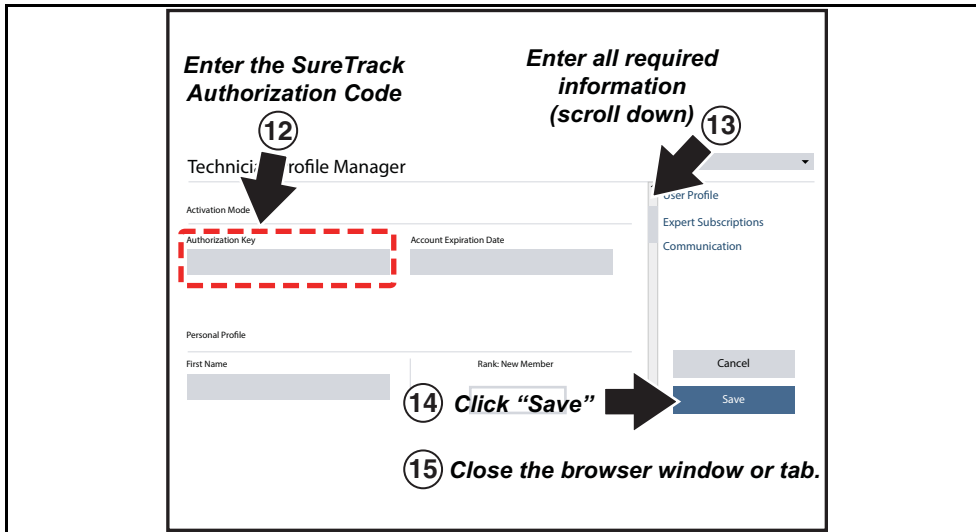 Enter the SureTrack
Authorization Code
12
Enter all required
information
(scroll down)
13
Technici rofile Manager
User Profile
Activation Mode
Expert Subscriptions
Authorization Key
Account Expiration Date
Communication
Personal Profile
First Name
Rank: New Member
Cancel
14 Click “Save”
Save
15 Close the browser window or tab.